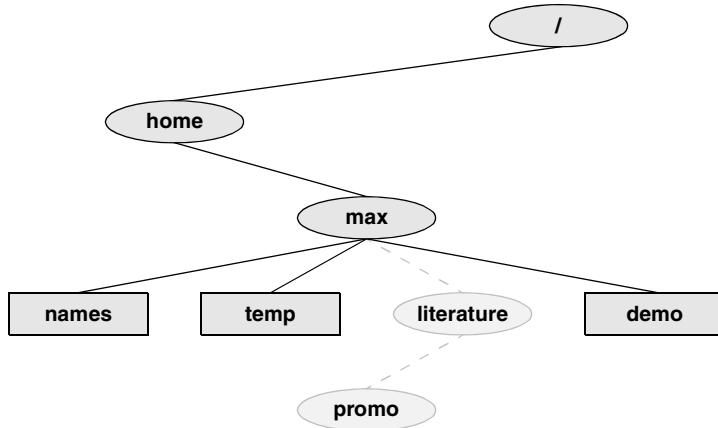 /
home
max
names temp literature demo
promo